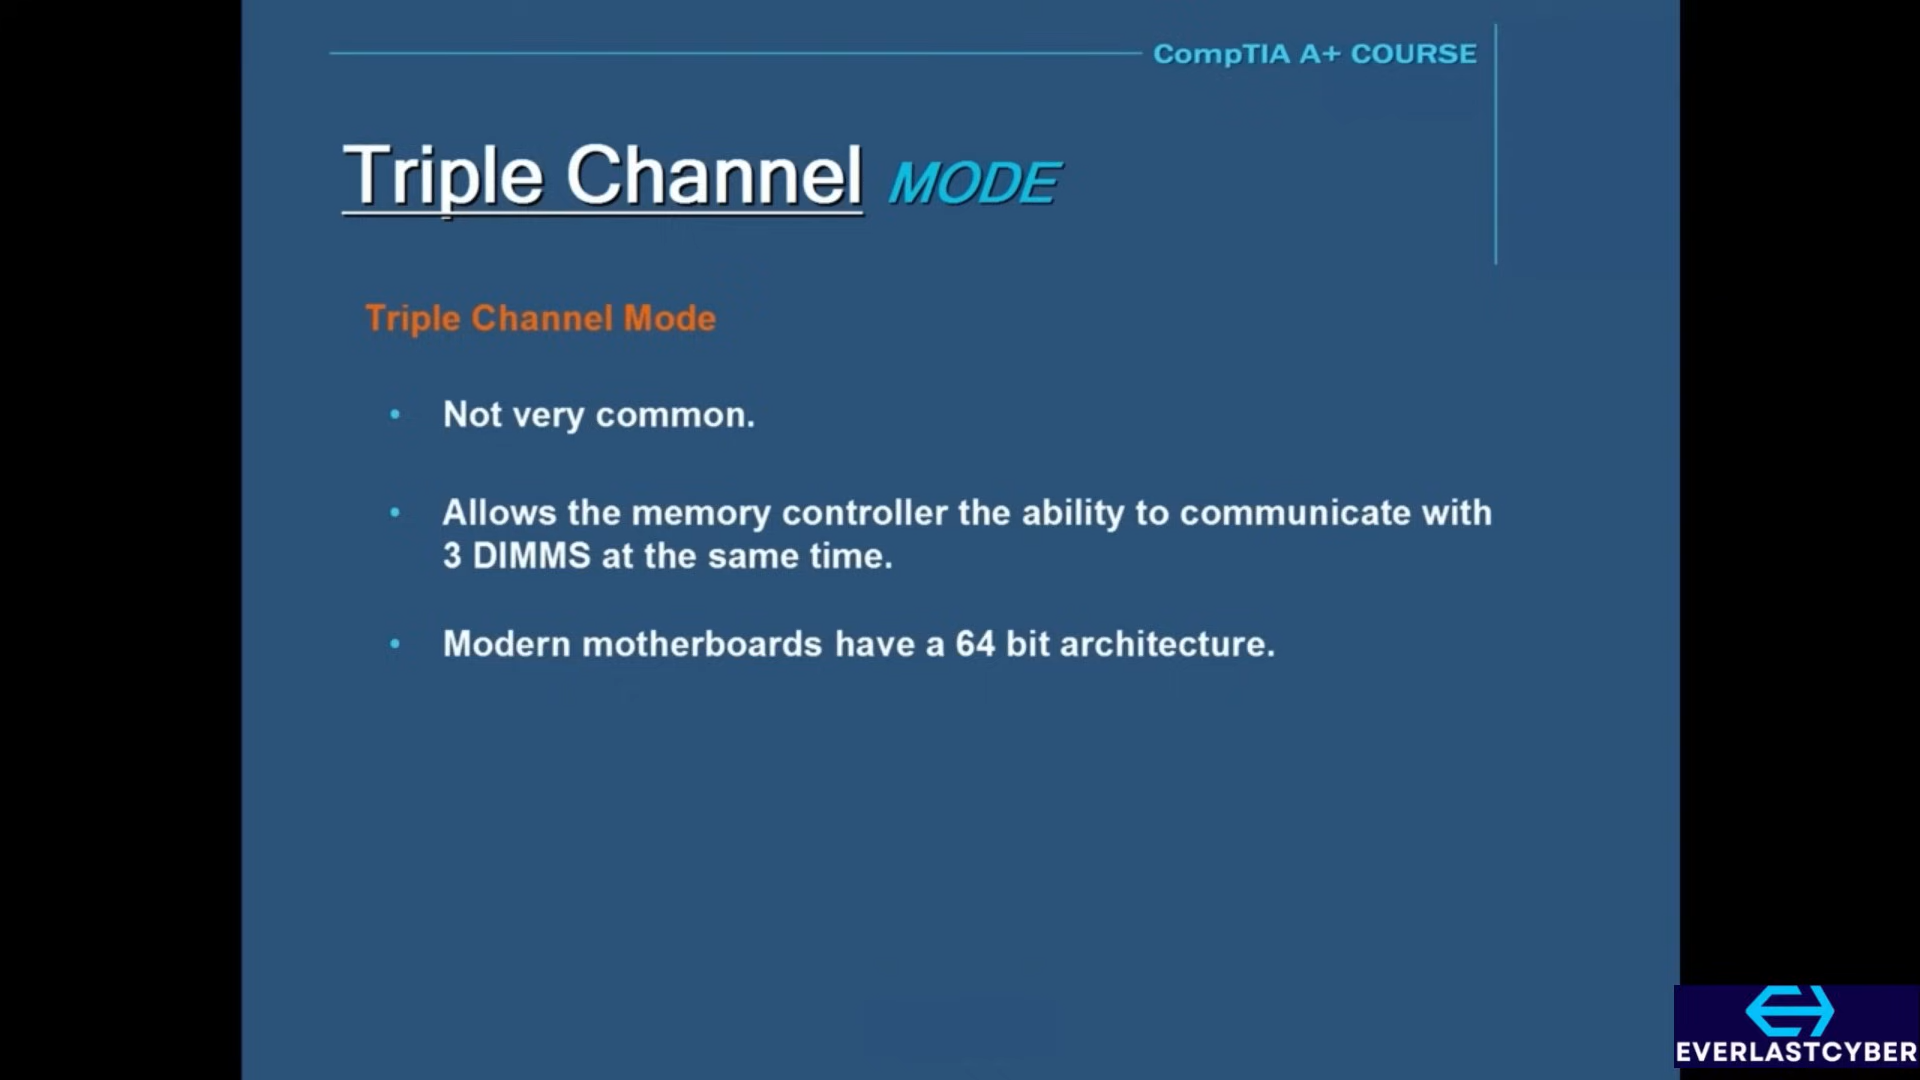 CompTIA A+ COURSE
Triple Channel MODE
Triple Channel Mode
• Not very common.
• Allows the memory controller the ability to communicate with
3 DIMMS at the same time.
• Modern motherboards have a 64 bit architecture.
EVERLASTCYBER